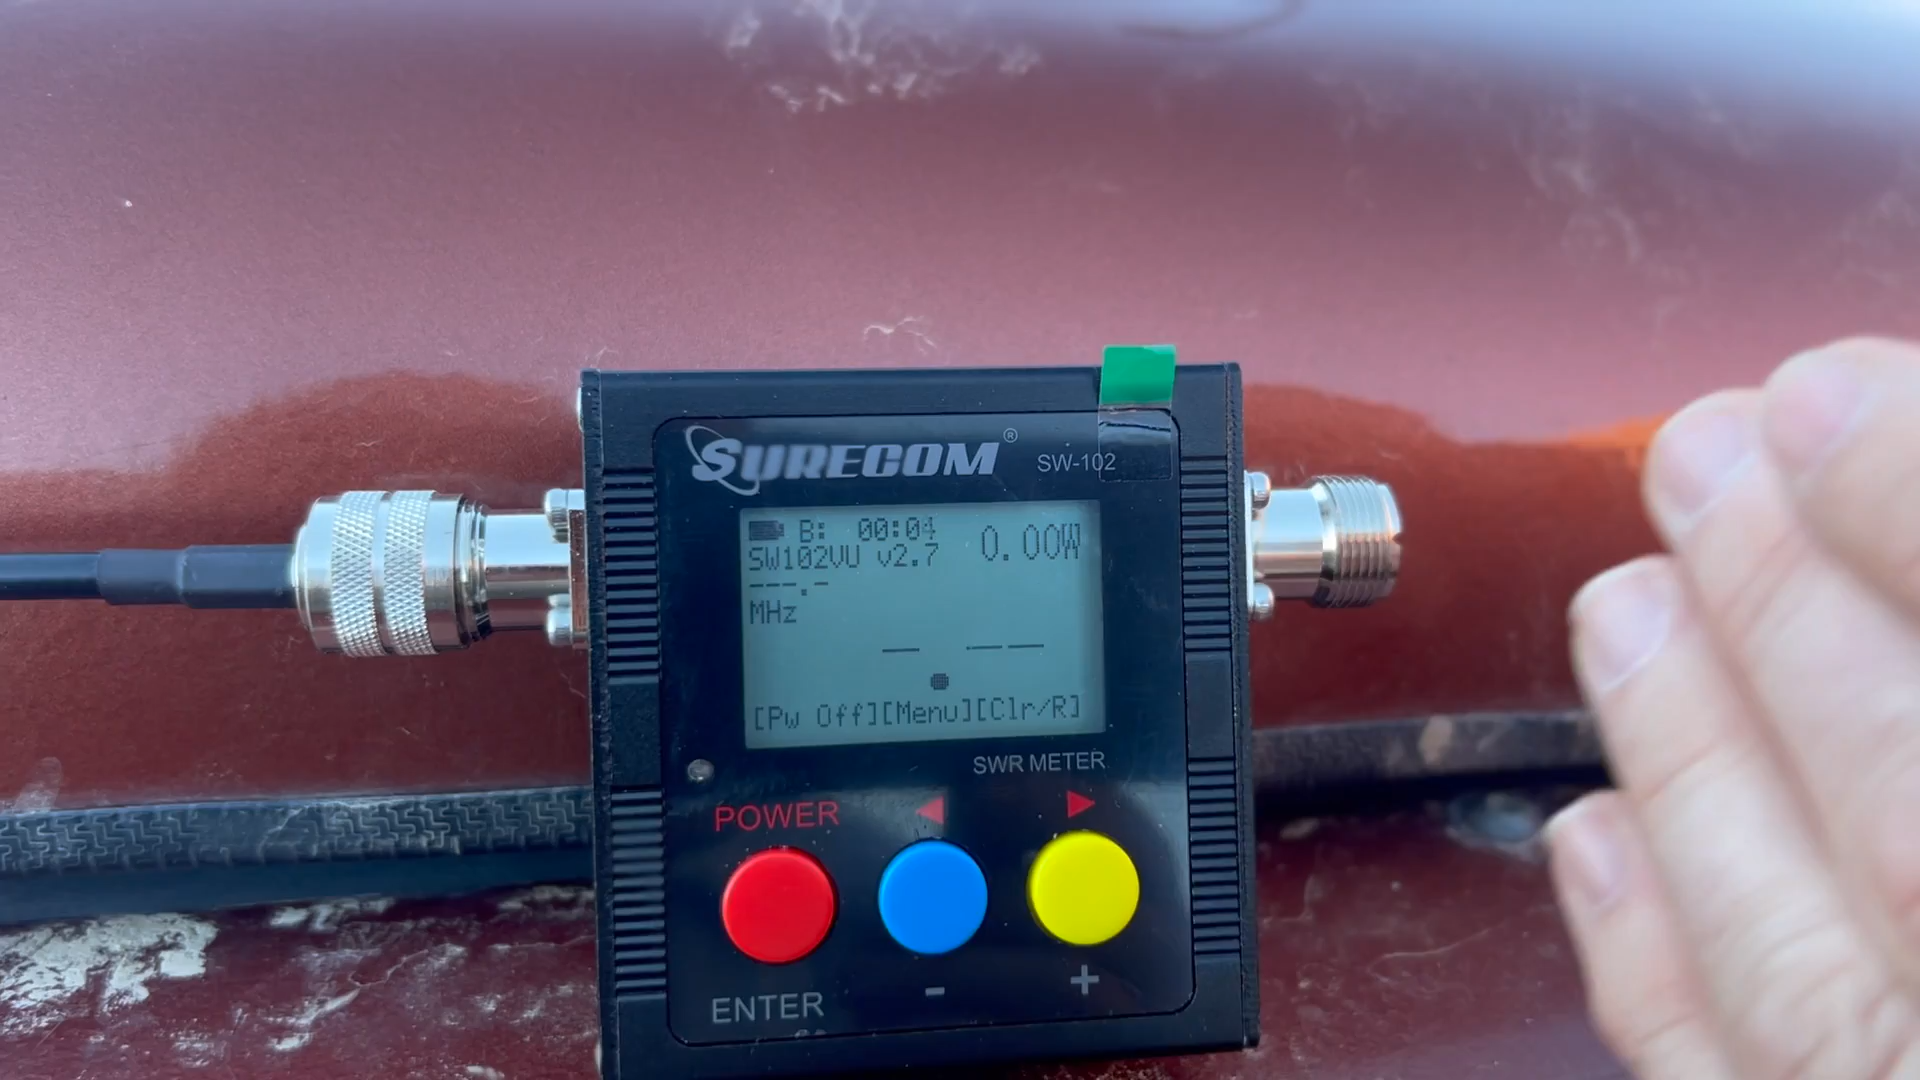 SURECOM®
SW-102
B: 00:04 0.00W
SW102VU v2.7
---.-
MHz
- --
[Pw Off][Menu][Clr/R]
SWR METER
POWER
ENTER - +